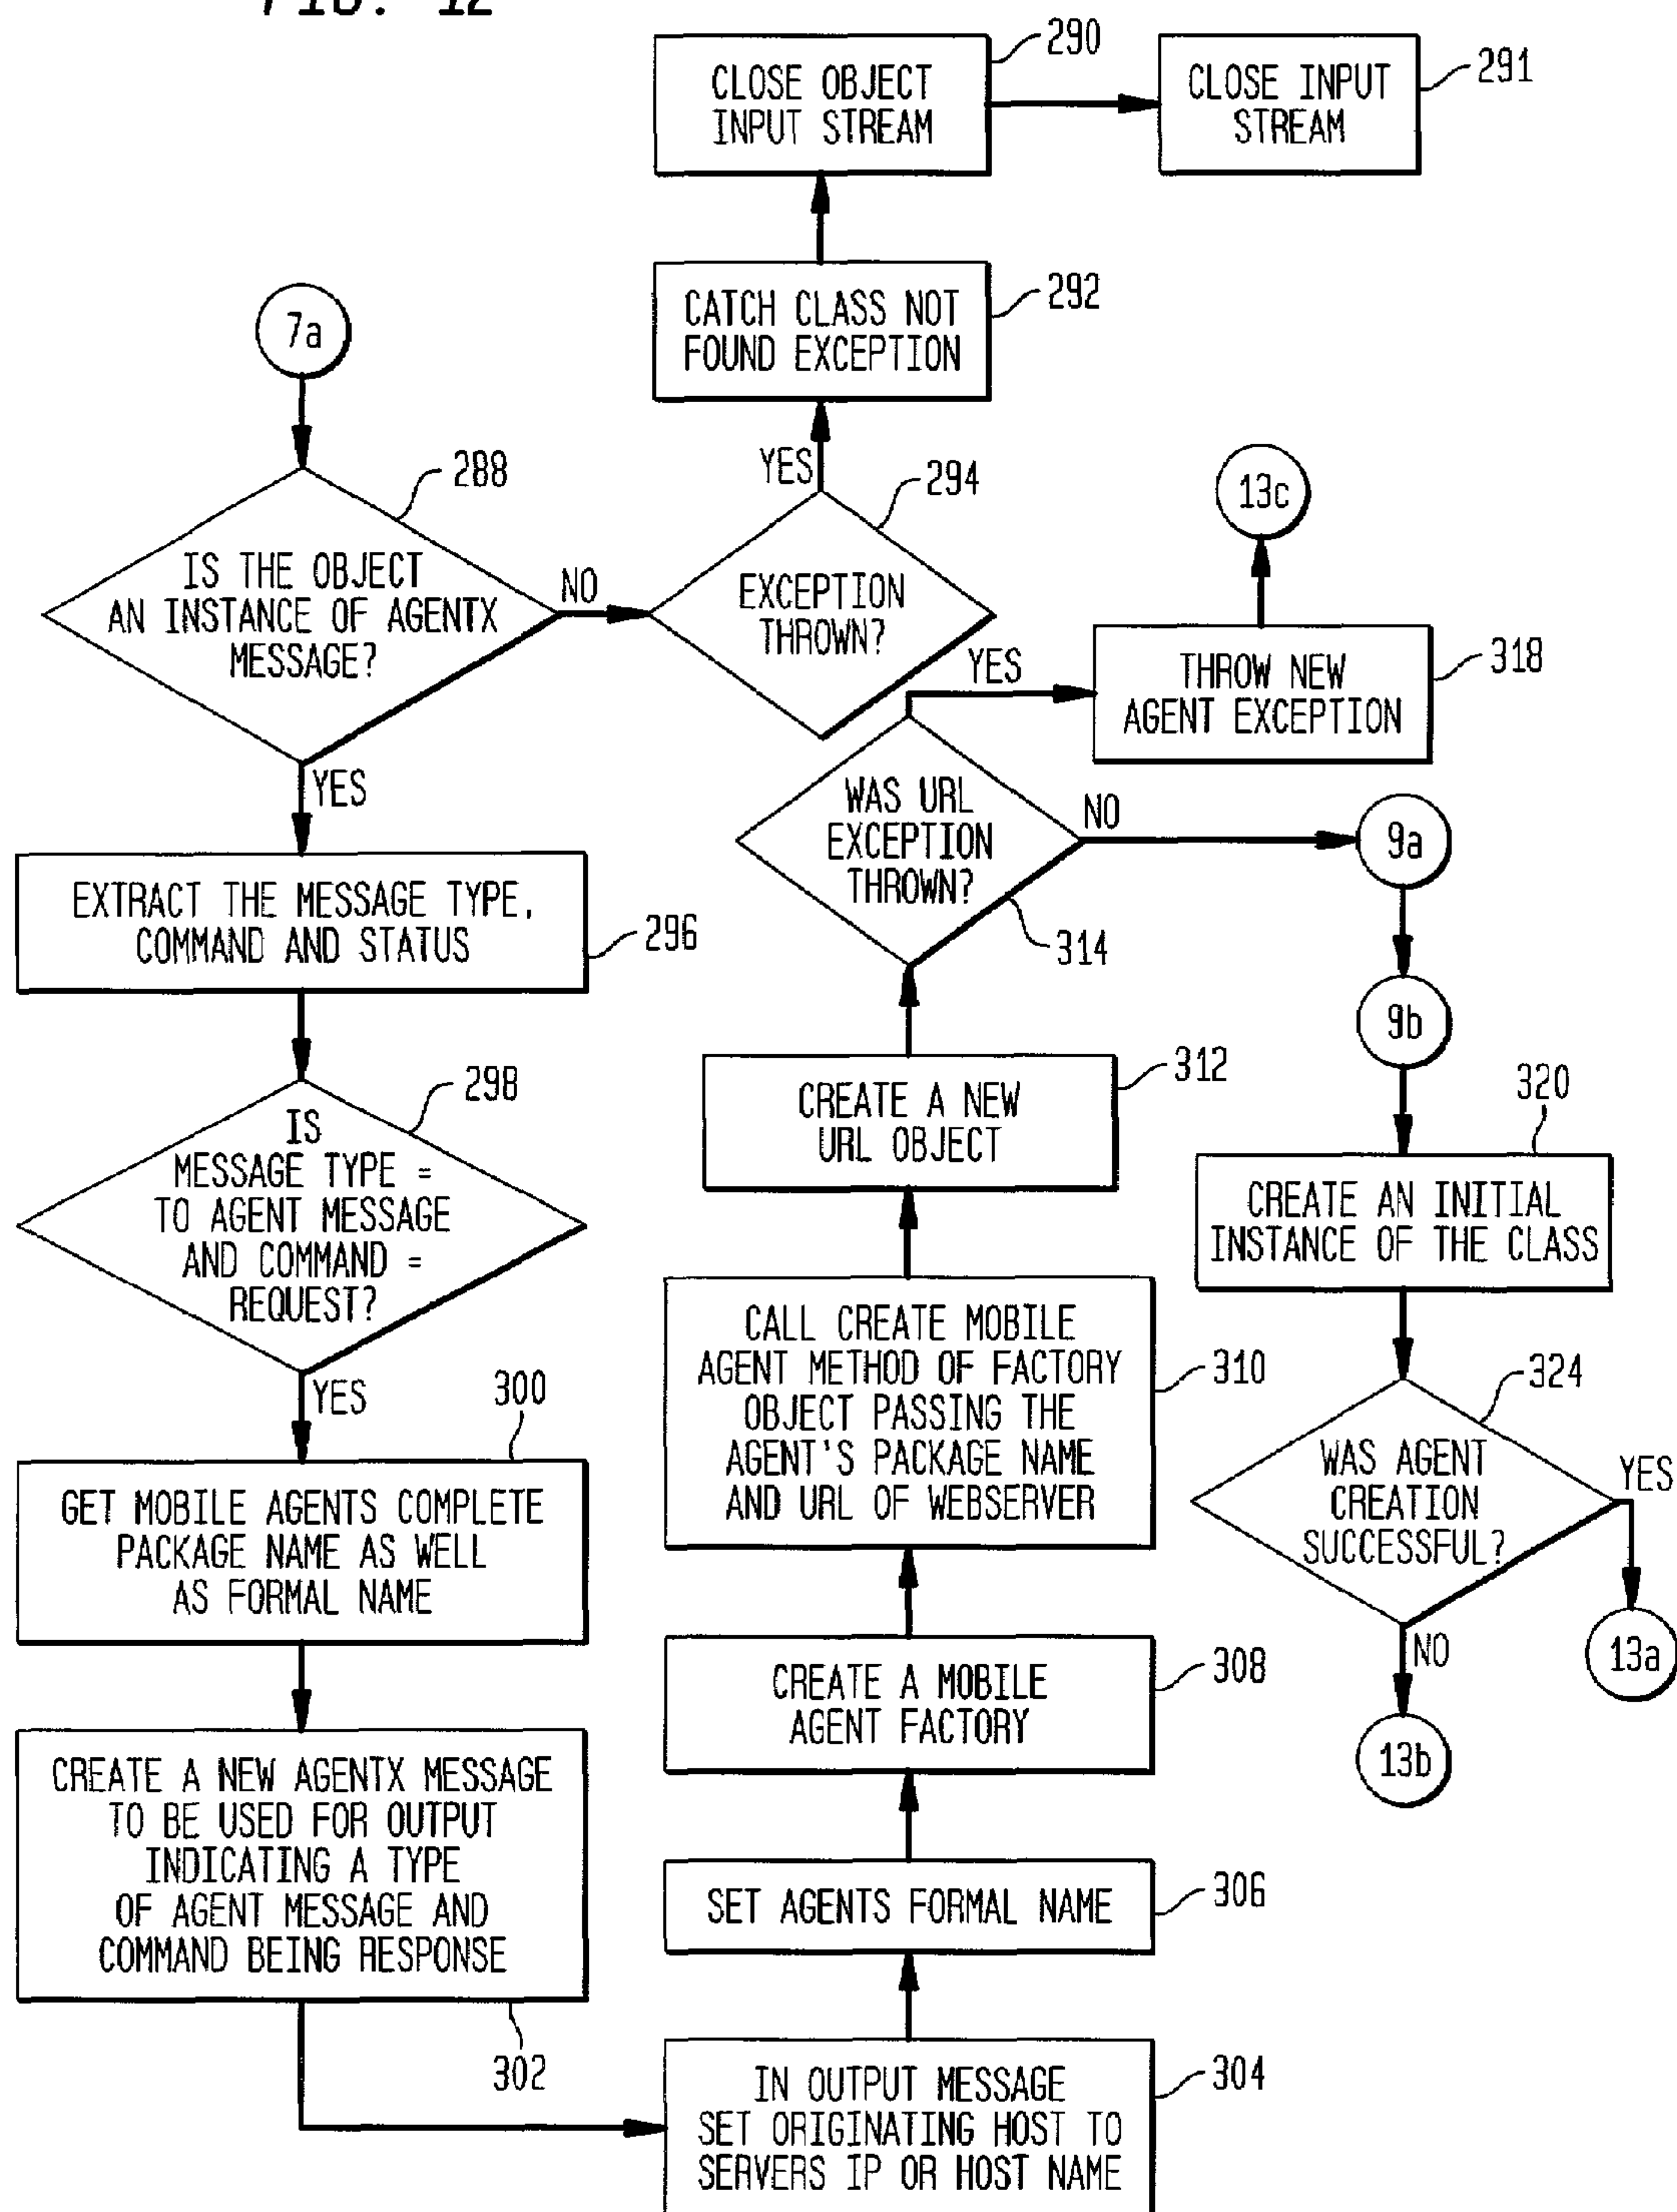 FIG. 12
CLOSE OBJECT
INPUT STREAM
290
CLOSE INPUT
STREAM
291
CATCH CLASS NOT
FOUND EXCEPTION
292
7a
288
IS THE OBJECT
AN INSTANCE OF AGENTX
MESSAGE?
NO
YES
294
EXCEPTION
THROWN?
YES
13c
THROW NEW
AGENT EXCEPTION
318
YES
WAS URL
EXCEPTION
THROWN?
NO
314
9a
9b
EXTRACT THE MESSAGE TYPE,
COMMAND AND STATUS
296
298
IS
MESSAGE TYPE =
TO AGENT MESSAGE
AND COMMAND =
REQUEST?
YES
300
GET MOBILE AGENTS COMPLETE
PACKAGE NAME AS WELL
AS FORMAL NAME
CREATE A NEW AGENTX MESSAGE
TO BE USED FOR OUTPUT
INDICATING A TYPE
OF AGENT MESSAGE AND
COMMAND BEING RESPONSE
302
CREATE A NEW
URL OBJECT
312
CALL CREATE MOBILE
AGENT METHOD OF FACTORY
OBJECT PASSING THE
AGENT'S PACKAGE NAME
AND URL OF WEBSERVER
310
CREATE A MOBILE
AGENT FACTORY
308
SET AGENTS FORMAL NAME
306
IN OUTPUT MESSAGE
SET ORIGINATING HOST TO
SERVERS IP OR HOST NAME
304
320
CREATE AN INITIAL
INSTANCE OF THE CLASS
324
WAS AGENT
CREATION
SUCCESSFUL?
YES
13a
NO
13b